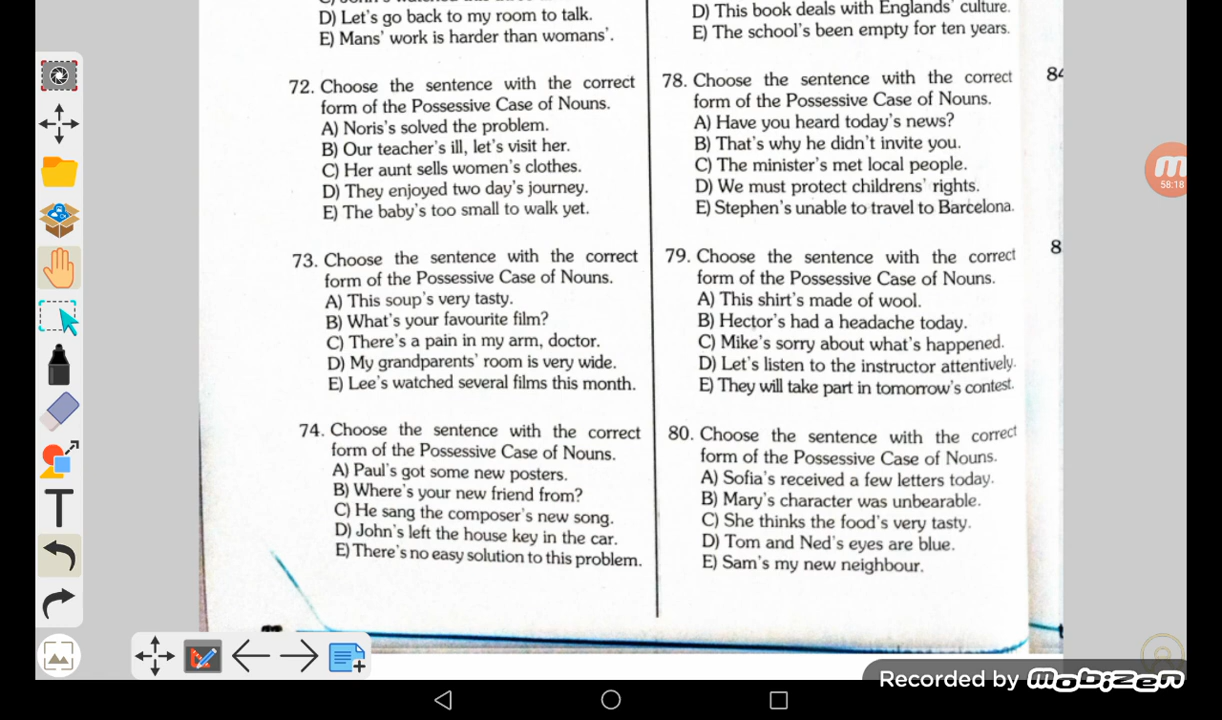 D) Let's go back to my room to talk.
E) Mans' work is harder than womans'.
72. Choose the sentence with the correct
form of the Possessive Case of Nouns.
A) Noris's solved the problem.
B) Our teacher's ill, let's visit her.
C) Her aunt sells women's clothes.
D) They enjoyed two day's journey.
E) The baby's too small to walk yet.
73. Choose the sentence with the correct
form of the Possessive Case of Nouns.
A) This soup's very tasty.
B) What's your favourite film?
C) There's a pain in my arm, doctor.
D) My grandparents' room is very wide.
E) Lee's watched several films this month.
74. Choose the sentence with the correct
form of the Possessive Case of Nouns.
A) Paul's got some new posters.
B) Where's your new friend from?
C) He sang the composer's new song.
D) John's left the house key in the car.
E) There's no easy solution to this problem.
D) This book deals with Englands' culture.
E) The school's been empty for ten years.
78. Choose the sentence with the correct
form of the Possessive Case of Nouns.
A) Have you heard today's news?
B) That's why he didn't invite you.
C) The minister's met local people.
D) We must protect childrens' rights.
E) Stephen's unable to travel to Barcelona.
79. Choose the sentence with the correct
form of the Possessive Case of Nouns.
A) This shirt's made of wool.
B) Hector's had a headache today.
C) Mike's sorry about what's happened.
D) Let's listen to the instructor attentively.
E) They will take part in tomorrow's contest.
80. Choose the sentence with the correct
form of the Possessive Case of Nouns.
A) Sofia's received a few letters today.
B) Mary's character was unbearable.
C) She thinks the food's very tasty.
D) Tom and Ned's eyes are blue.
E) Sam's my new neighbour.
8
58:18
T
Recorded by mobizen